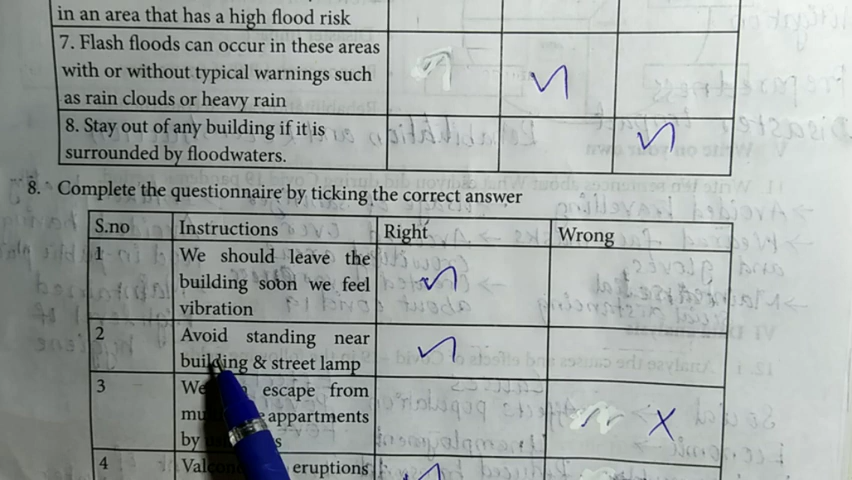 in an area that has a high flood risk
7. Flash floods can occur in these areas
with or without typical warnings such
as rain clouds or heavy rain
8. Stay out of any building if it is
surrounded by floodwaters.
8. Complete the questionnaire by ticking the correct answer
S.no Instructions Right Wrong
1 We should leave the
building soon we feel
vibration
2 Avoid standing near
building & street lamp
3 We escape from
appartments
by
4 eruptions